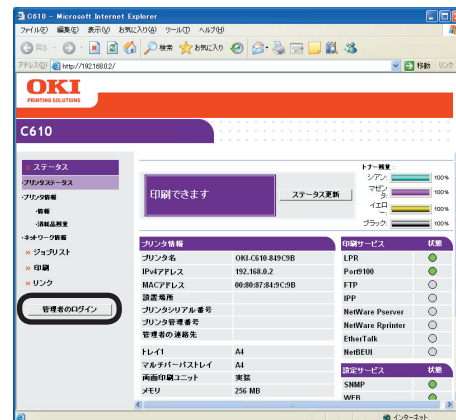 C610 - Microsoft Internet Explorer
ファイル(F) 編集(E) 表示(V) お気に入り(A) ツール(T) ヘルプ(H)
戻る 検索 お気に入り
アドレス(D) http://192.168.0.2/ 移動 リンク
OKI
PRINTING SOLUTIONS
C610
ステータス
プリンタステータス
プリンタ情報
情報
消耗品残量
ネットワーク情報
ジョブリスト
印刷
リンク
管理者のログイン
印刷できます
ステータス更新
トナー残量 :
シアン: 100%
マゼンタ: 100%
イエロー: 100%
ブラック: 100%
プリンタ情報
プリンタ名 OKI-C610-849C9B
IPv4アドレス 192.168.0.2
MACアドレス 00:80:87:84:9C:9B
設置場所
プリンタシリアル番号
プリンタ管理番号
管理者の連絡先
トレイ1 A4
マルチパーパストレイ A4
両面印刷ユニット 実装
メモリ 256 MB
印刷サービス 状態
LPR
Port9100
FTP
IPP
NetWare Pserver
NetWare Rprinter
EtherTalk
NetBEUI
設定サービス 状態
SNMP
WEB
インターネット